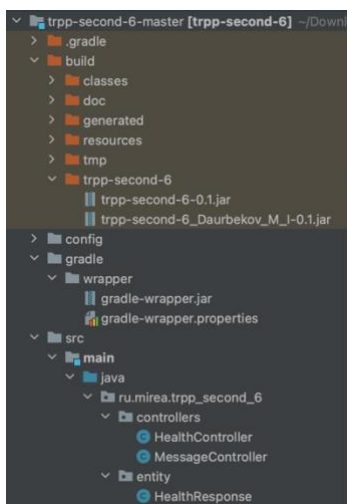 trpp-second-6-master [trpp-second-6] ~/Downl
.gradle
build
classes
doc
generated
resources
tmp
trpp-second-6
trpp-second-6-0.1.jar
trpp-second-6_Daurbekov_M_I-0.1.jar
config
gradle
wrapper
gradle-wrapper.jar
gradle-wrapper.properties
src
main
java
ru.mirea.trpp_second_6
controllers
HealthController
MessageController
entity
HealthResponse